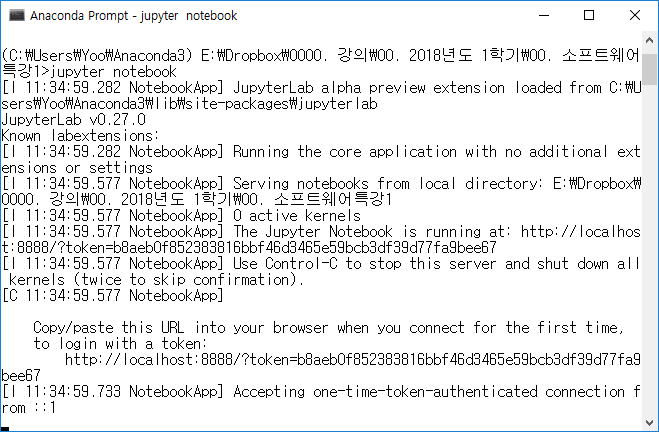 Anaconda Prompt - jupyter notebook
(C:\Users\Yoo\Anaconda3) E:\Dropbox\0000. 강의\00. 2018년도 1학기\00. 소프트웨어
특강1>jupyter notebook
[I 11:34:59.282 NotebookApp] JupyterLab alpha preview extension loaded from C:\U
sers\Yoo\Anaconda3\lib\site-packages\jupyterlab
JupyterLab v0.27.0
Known labextensions:
[I 11:34:59.282 NotebookApp] Running the core application with no additional ext
ensions or settings
[I 11:34:59.577 NotebookApp] Serving notebooks from local directory: E:\Dropbox\
0000. 강의\00. 2018년도 1학기\00. 소프트웨어특강1
[I 11:34:59.577 NotebookApp] 0 active kernels
[I 11:34:59.577 NotebookApp] The Jupyter Notebook is running at: http://localhos
t:8888/?token=b8aeb0f852383816bbf46d3465e59bcb3df39d77fa9bee67
[I 11:34:59.577 NotebookApp] Use Control-C to stop this server and shut down all
kernels (twice to skip confirmation).
[C 11:34:59.577 NotebookApp]
Copy/paste this URL into your browser when you connect for the first time,
to login with a token:
http://localhost:8888/?token=b8aeb0f852383816bbf46d3465e59bcb3df39d77fa9
bee67
[I 11:34:59.733 NotebookApp] Accepting one-time-token-authenticated connection f
rom ::1